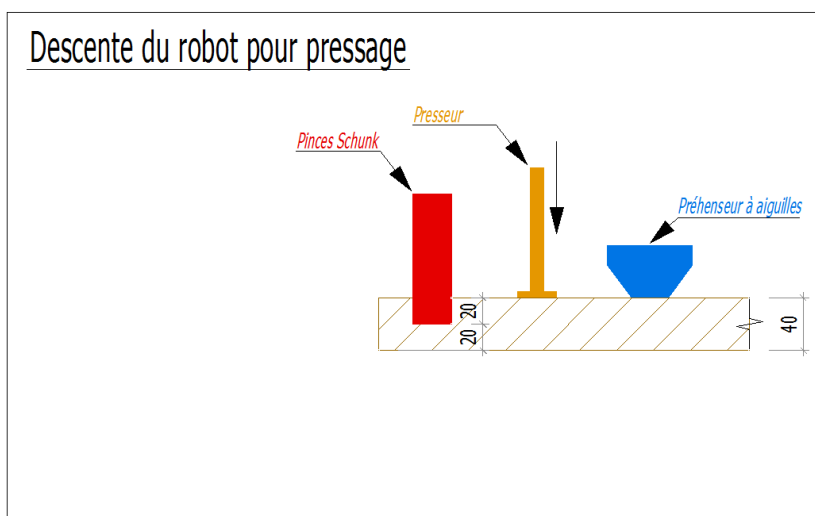 Descente du robot pour pressage
Presseur
Pinces Schunk
Préhenseur à aiguilles
20
20
40